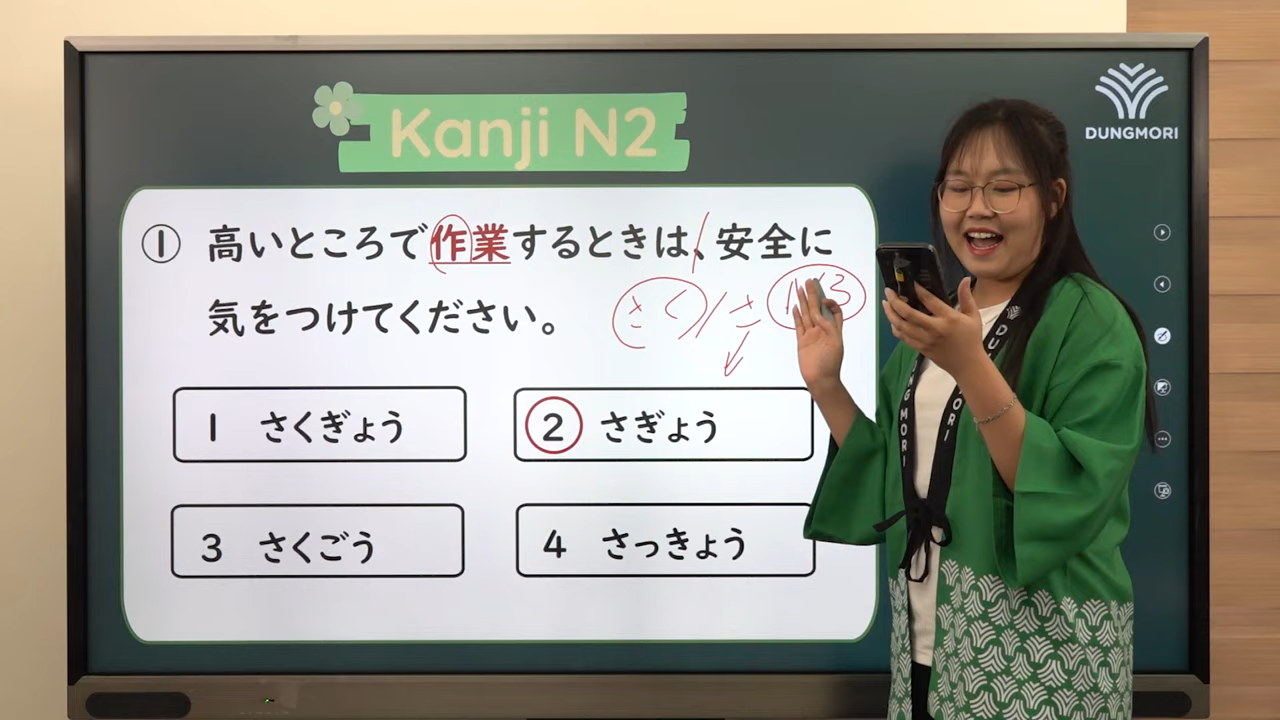 Kanji N2
DUNGMORI
① 高いところで作業するときは、安全に
気をつけてください。
さく/さ
1 さくぎょう
② さぎょう
3 さくごう
4 さっきょう